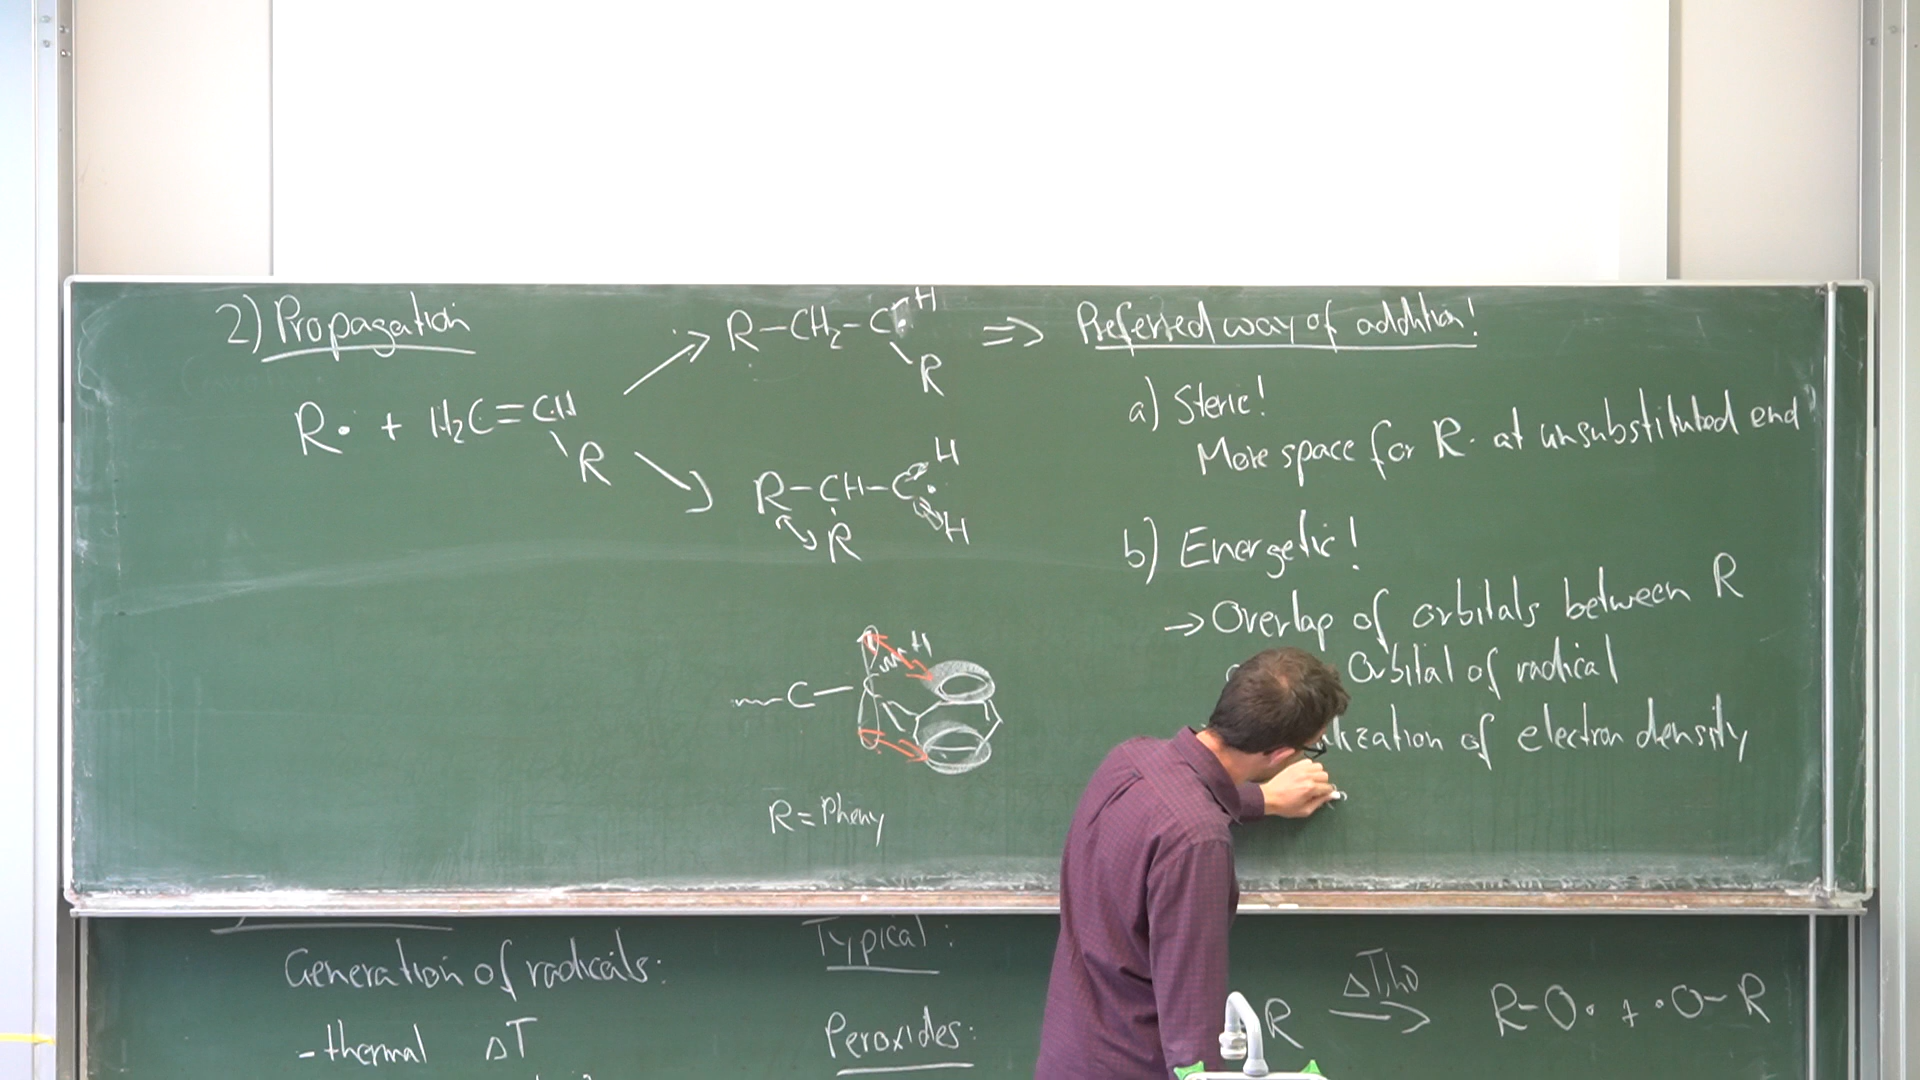 2) Propagation
R• + H₂C=CH
R
R-CH₂-C•H
R
R-CH-C•H
R
H
⇒ Preferred way of addition!
a) Steric!
More space for R• at unsubstituted end
b) Energetic!
→ Overlap of orbitals between R
Orbital of radical
of electron density
C-C
H
R=Pheny
Generation of radicals:
-thermal ΔT
Typical:
Peroxides:
R
ΔT, hν
R-O• + •O-R